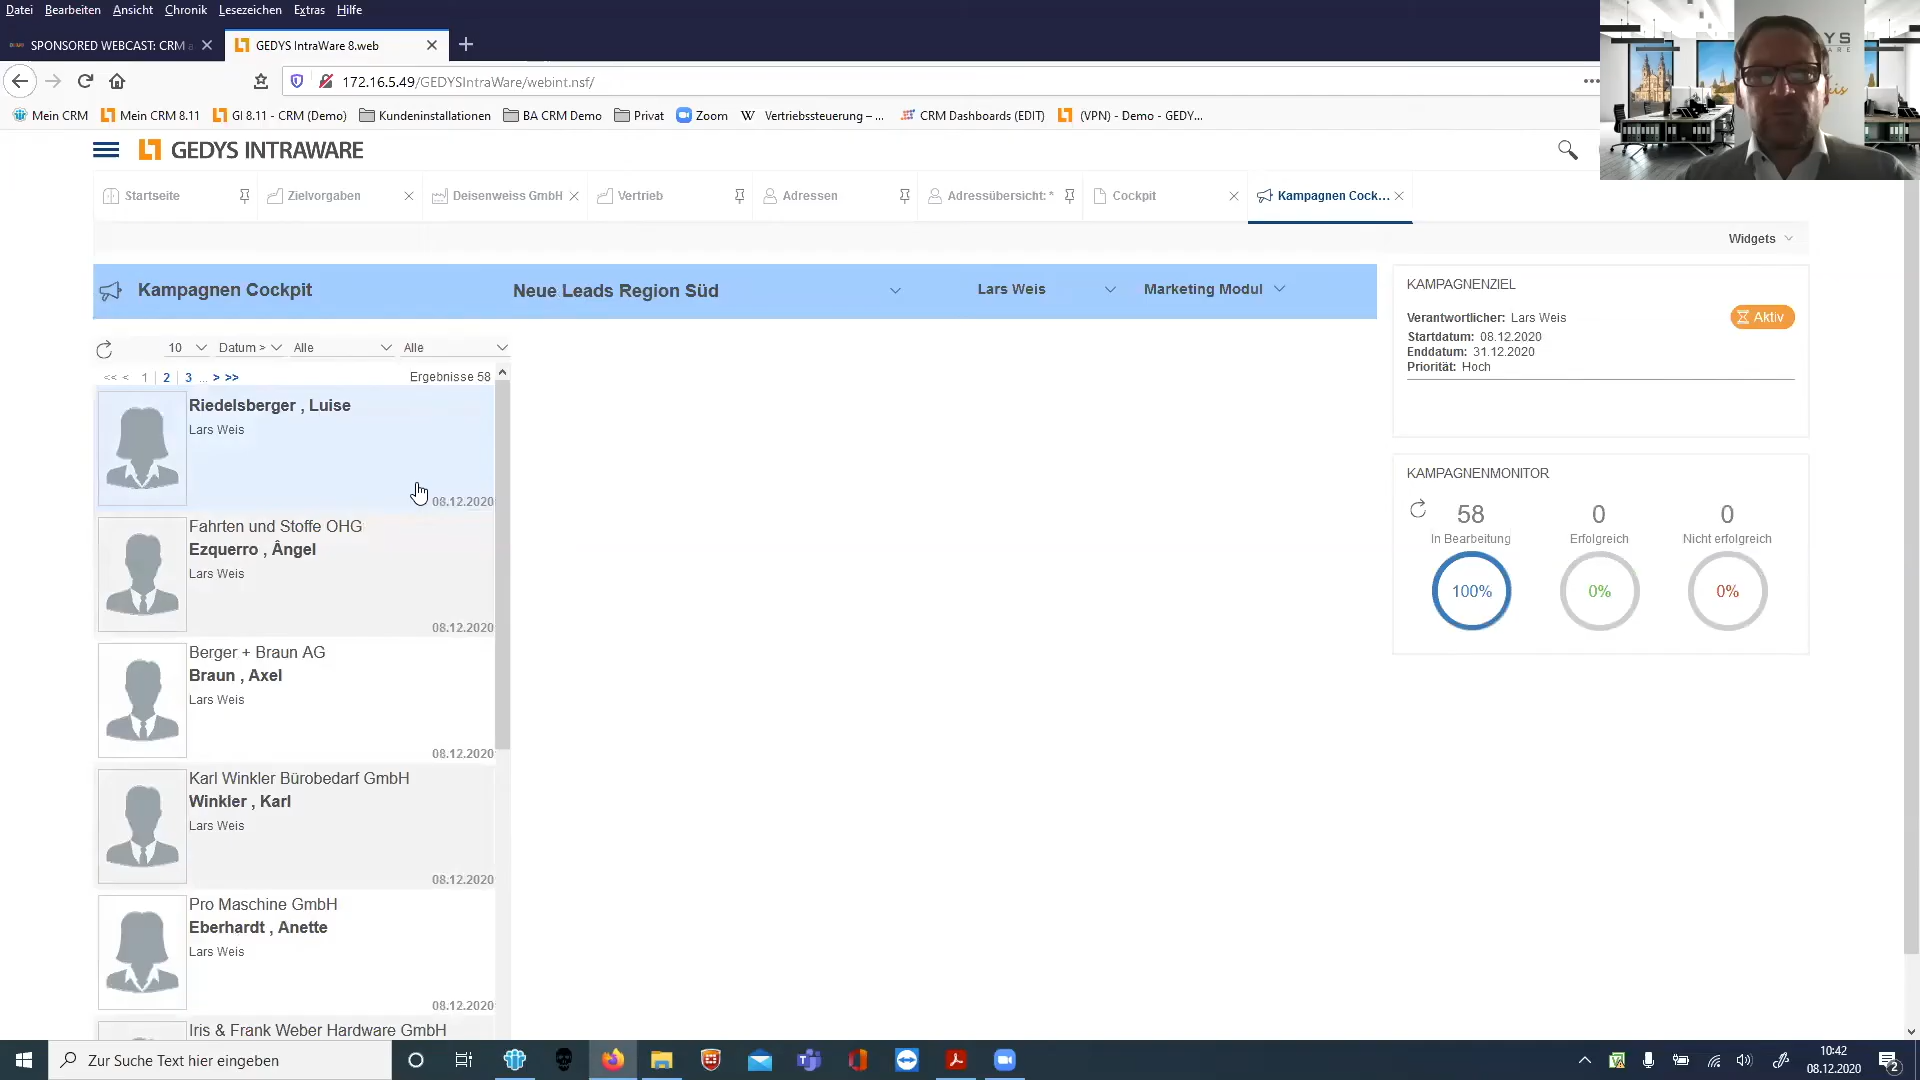 Datei Bearbeiten Ansicht Chronik Lesezeichen Extras Hilfe
SPONSORED WEBCAST: CRM
GEDYS IntraWare 8.web
172.16.5.49/GEDYSIntraWare/webint.nsf/
Mein CRM Mein CRM 8.11 GI 8.11 - CRM (Demo) Kundeninstallationen BA CRM Demo Privat Zoom Vertriebssteuerung – ... CRM Dashboards (EDIT) (VPN) - Demo - GEDY...
GEDYS INTRAWARE
Startseite Zielvorgaben Deisenweiss GmbH Vertrieb Adressen Adressübersicht: * Cockpit Kampagnen Cock...
Widgets
Kampagnen Cockpit Neue Leads Region Süd Lars Weis Marketing Modul
10 Datum > Alle Alle
<< < 1 2 3 ... > >> Ergebnisse 58
Riedelsberger , Luise
Lars Weis
08.12.2020
Fahrten und Stoffe OHG
Ezquerro , Ângel
Lars Weis
08.12.2020
Berger + Braun AG
Braun , Axel
Lars Weis
08.12.2020
Karl Winkler Bürobedarf GmbH
Winkler , Karl
Lars Weis
08.12.2020
Pro Maschine GmbH
Eberhardt , Anette
Lars Weis
08.12.2020
Iris & Frank Weber Hardware GmbH
KAMPAGNENZIEL
Verantwortlicher: Lars Weis
Aktiv
Startdatum: 08.12.2020
Enddatum: 31.12.2020
Priorität: Hoch
KAMPAGNENMONITOR
58 0 0
In Bearbeitung Erfolgreich Nicht erfolgreich
100% 0% 0%
Zur Suche Text hier eingeben
10:42
08.12.2020
2